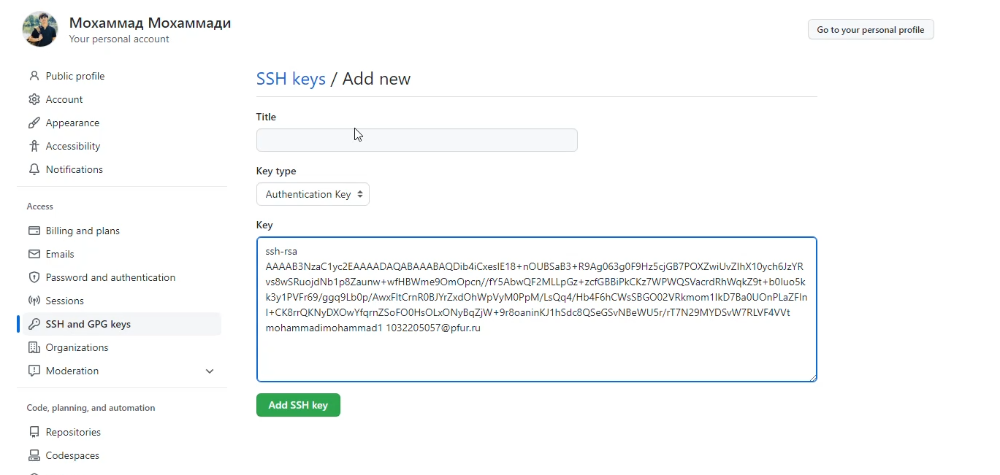 Мохаммад Мохаммади
Your personal account
Go to your personal profile
Public profile
Account
Appearance
Accessibility
Notifications
Access
Billing and plans
Emails
Password and authentication
Sessions
SSH and GPG keys
Organizations
Moderation
Code, planning, and automation
Repositories
Codespaces
SSH keys / Add new
Title
Key type
Authentication Key
Key
ssh-rsa
AAAAB3NzaC1yc2EAAAADAQABAAABAQDib4iCxesIE18+nOUBSaB3+R9Ag063g0F9Hz5cjGB7POXZwiUvZIhX10ych6JzYR
vs8wSRuojdNb1p8Zaunw+wfHBWme9OmOpcn//fY5AbwQF2MLLpGz+zcfGBBiPkCKz7WPWQSVacrdRhWqkZ9t+b0Iuo5k
k3y1PVFr69/ggq9Lb0p/AwxFItCrnR0BJYrZxdOhWpVyM0PpM/LsQq4/Hb4F6hCWsSBGO02VRkmom1IkD7Ba0UOnPLaZFIn
I+CK8rrQKNyDXOwYfqrnZSoFO0HsOLxONyBqZjW+9r8oaninKJ1hSdc8QSeGSvNBeWU5r/rT7N29MYDSvW7RLVF4VVt
mohammadimohammad1 1032205057@pfur.ru
Add SSH key